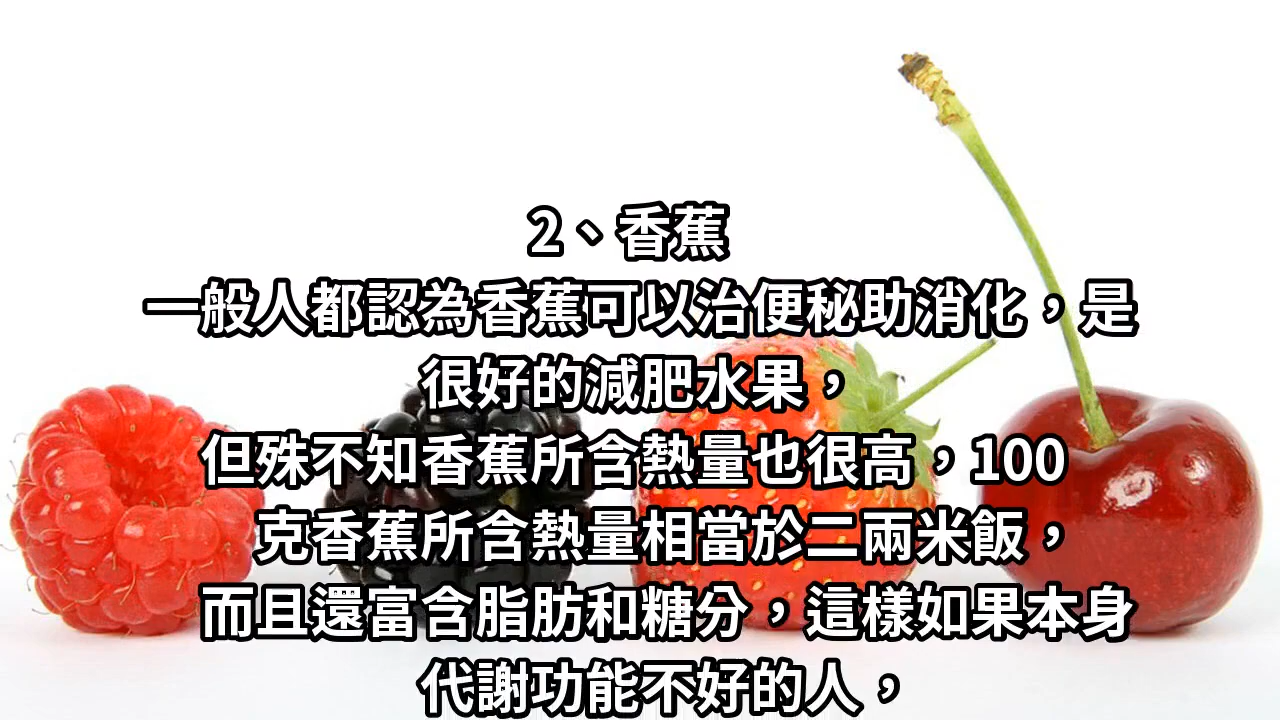 2、香蕉
一般人都認為香蕉可以治便秘助消化，是
很好的減肥水果，
但殊不知香蕉所含熱量也很高，100
克香蕉所含熱量相當於二兩米飯，
而且還富含脂肪和糖分，這樣如果本身
代謝功能不好的人，